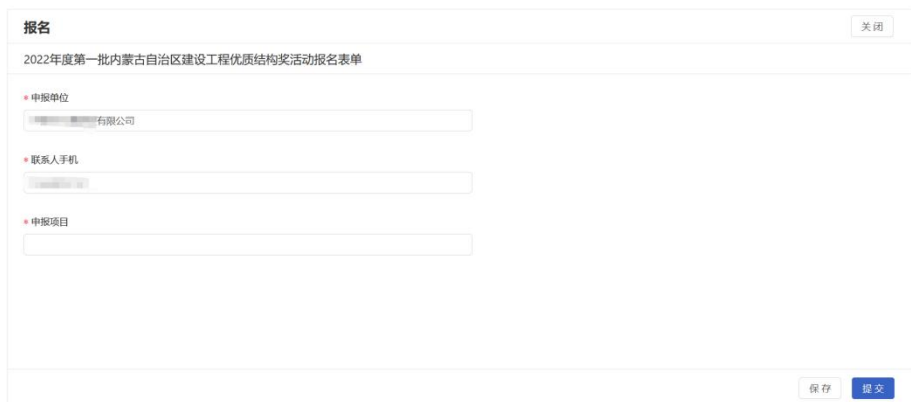 报名
关闭
2022年度第一批内蒙古自治区建设工程优质结构奖活动报名表单
* 申报单位
有限公司
* 联系人手机
* 申报项目
保存
提交